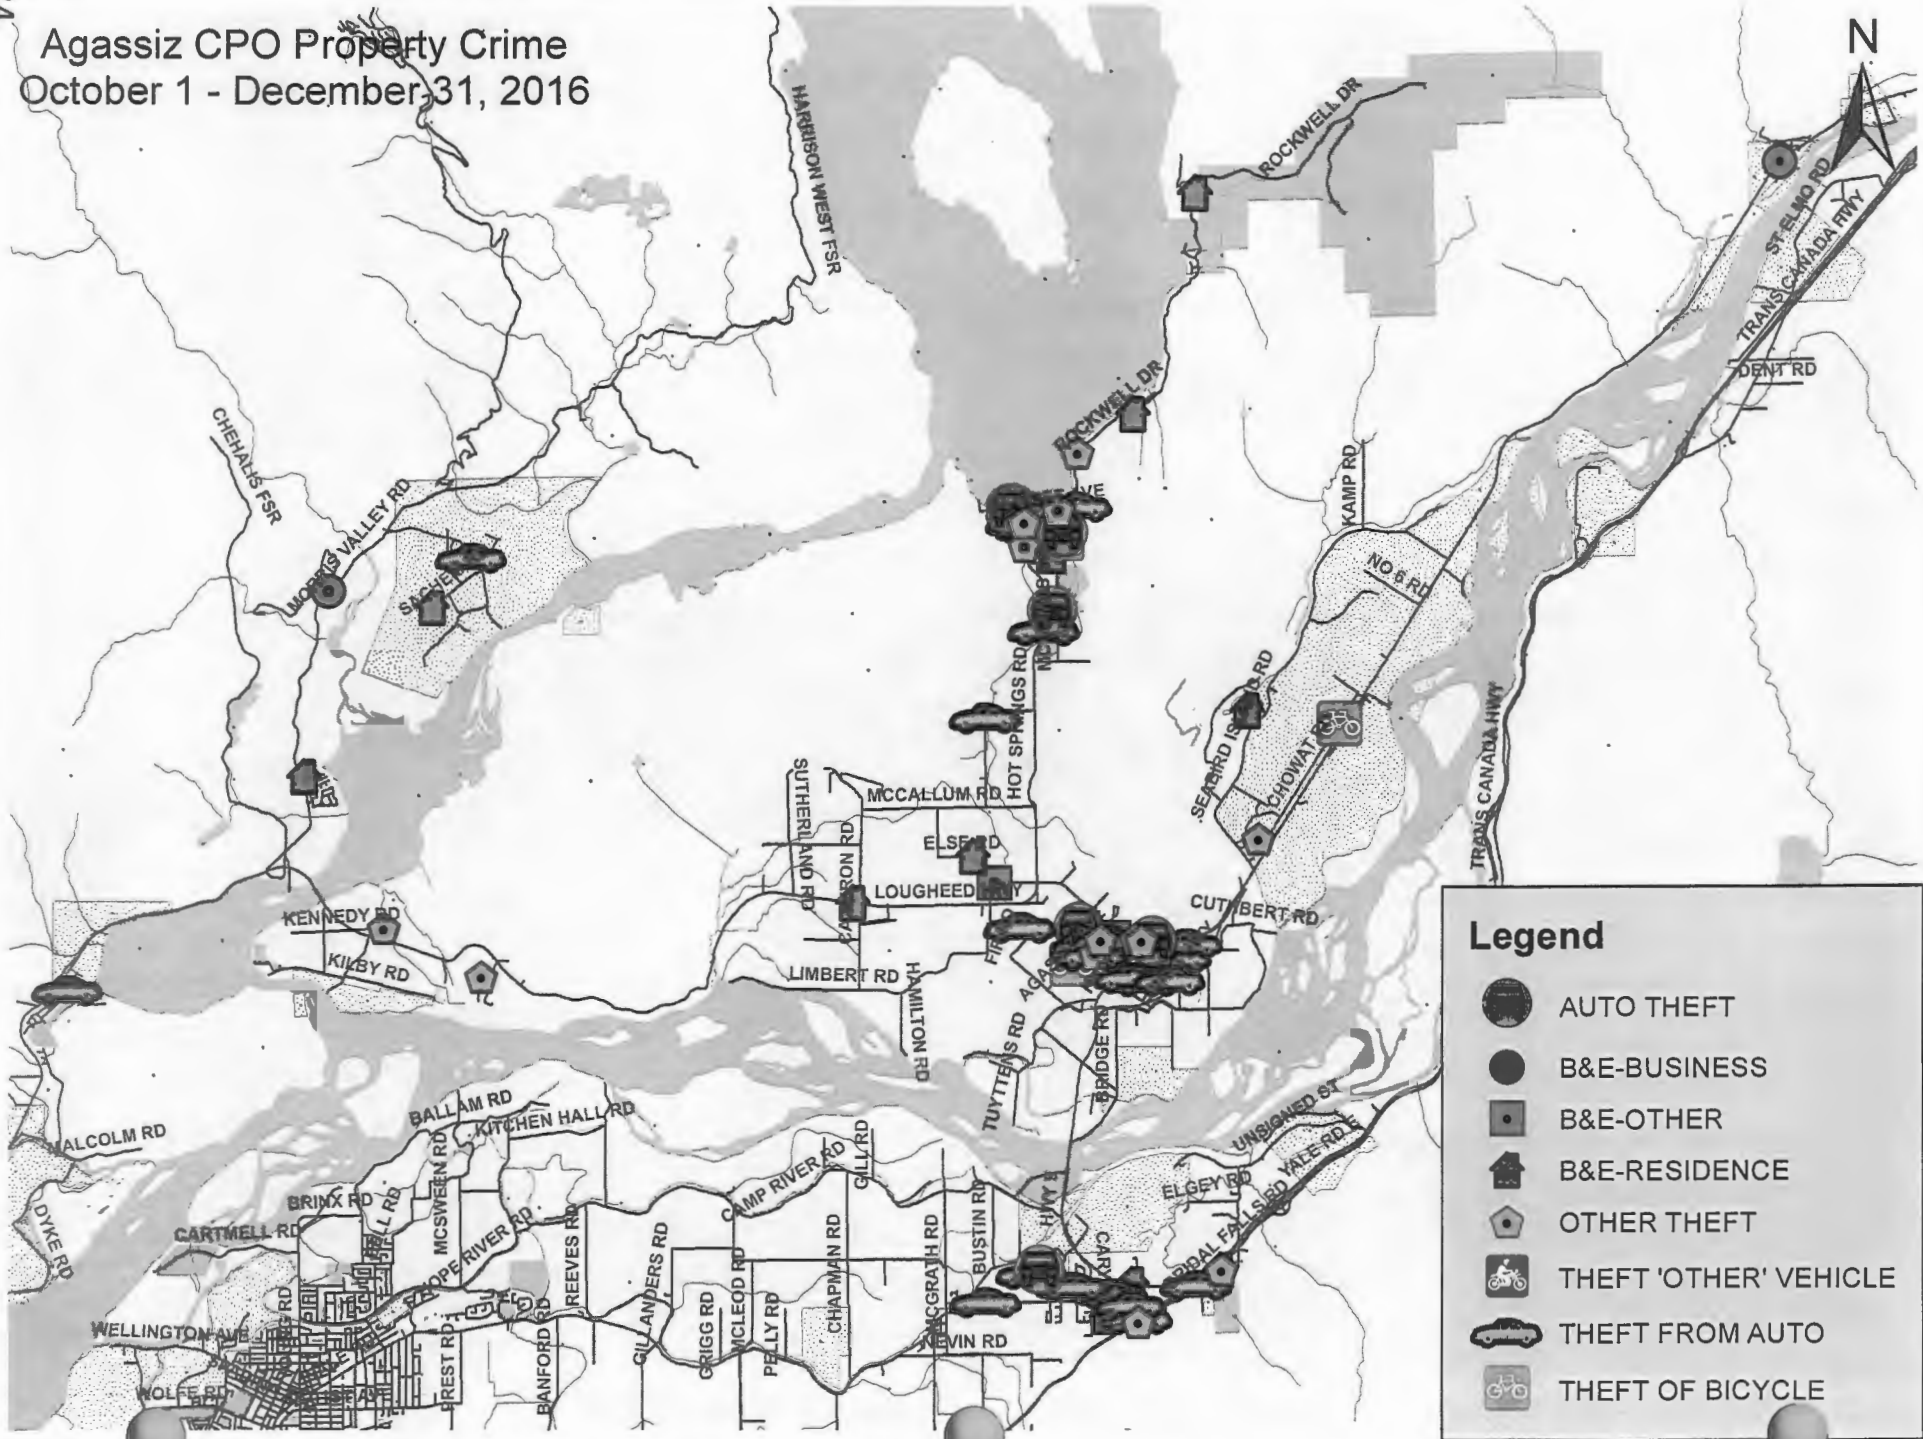 Agassiz CPO Property Crime
October 1 - December 31, 2016
N
HARRISON WEST FSR
ROCKWELL DR
ST ELMO RD
TRANS CANADA HWY
DENT RD
ROCKWELL DR
CHEHALIS FSR
MORRIS VALLEY RD
KAMP RD
NO 6 RD
HOT SPRINGS RD
SEABIRD IS
RD
CHOWAT
TRANS CANADA HWY
SUTHERLAND RD
MCCALLUM RD
ELSE RD
LOUGHEED HWY
CUTHBERT RD
KENNEDY RD
KILBY RD
LIMBERT RD
HAMILTON RD
TUYTTENS RD
BRIDGE RD
MALCOLM RD
BALLAM RD
KITCHEN HALL RD
UNSIGNED ST
CAMP RIVER RD
GILL RD
ELGEY RD
YALE RD E
BRINX RD
CARTMELL RD
DYKE RD
MCSWEEN RD
HOPE RIVER RD
REEVES RD
GILLANDERS RD
MCLEOD RD
CHAPMAN RD
MCGRATH RD
BUSTIN RD
WELLINGTON AVE
WOLFE RD
PREST RD
BANFORD RD
GRIGG RD
PELLY RD
NEVIN RD
Legend
AUTO THEFT
B&E-BUSINESS
B&E-OTHER
B&E-RESIDENCE
OTHER THEFT
THEFT 'OTHER' VEHICLE
THEFT FROM AUTO
THEFT OF BICYCLE